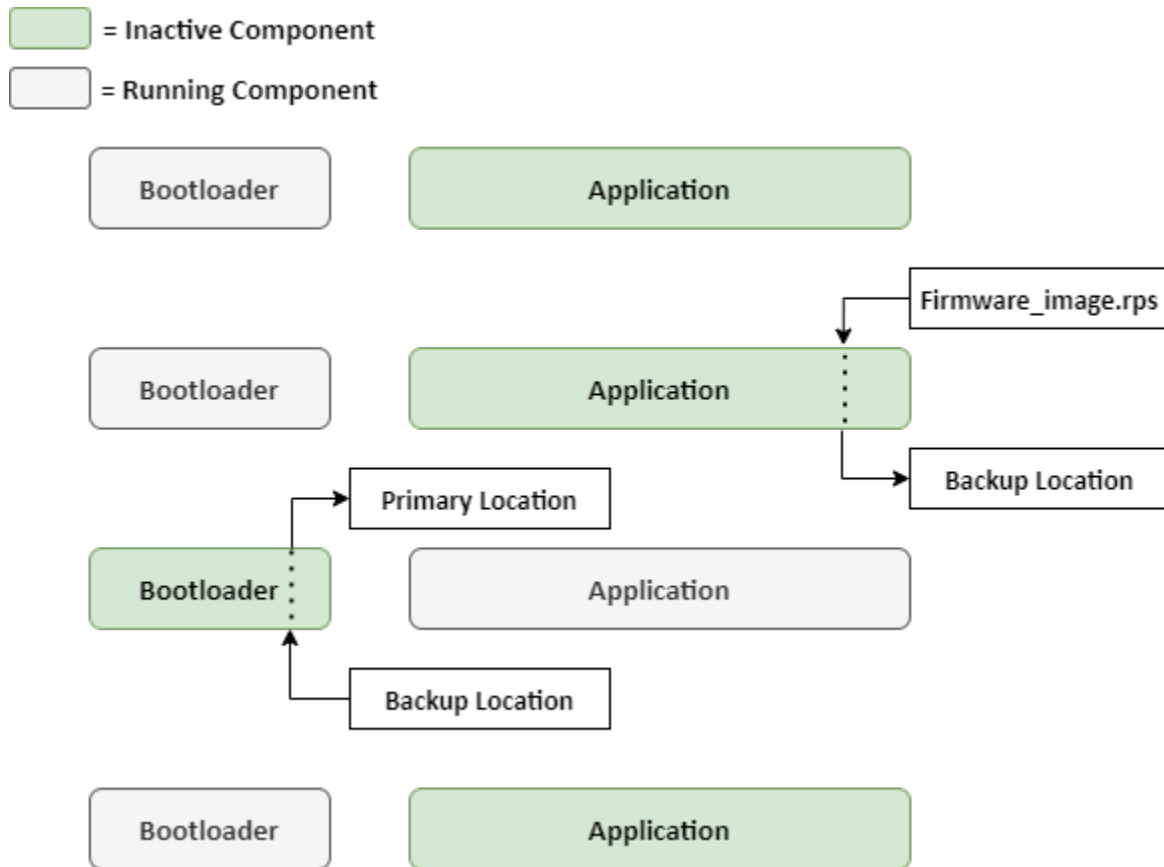 = Inactive Component
= Running Component
Bootloader
Application
Firmware_image.rps
Bootloader
Application
Backup Location
Primary Location
Bootloader
Application
Backup Location
Bootloader
Application